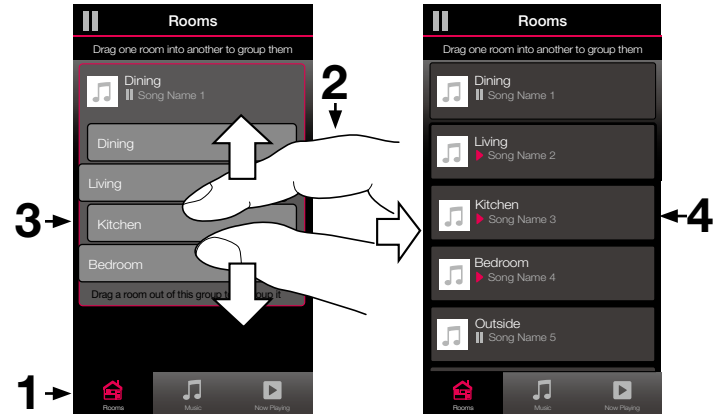 Rooms
Drag one room into another to group them
Dining
Song Name 1
Dining
Living
Kitchen
Bedroom
Drag a room out of this group to
it
Rooms
Music
Now Playing
1
2
3
Rooms
Drag one room into another to group them
Dining
Song Name 1
Living
Song Name 2
Kitchen
Song Name 3
Bedroom
Song Name 4
Outside
Song Name 5
Rooms
Music
Now Playing
4